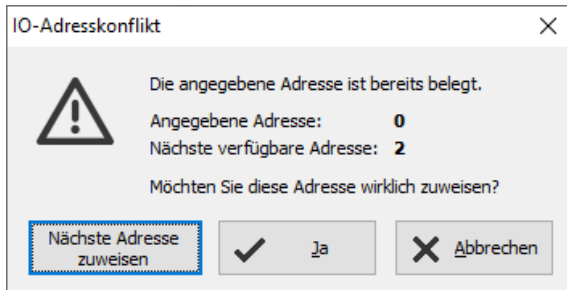 IO-Adresskonflikt
Die angegebene Adresse ist bereits belegt.
Angegebene Adresse: 0
Nächste verfügbare Adresse: 2
Möchten Sie diese Adresse wirklich zuweisen?
Nächste Adresse
zuweisen
Ja
Abbrechen